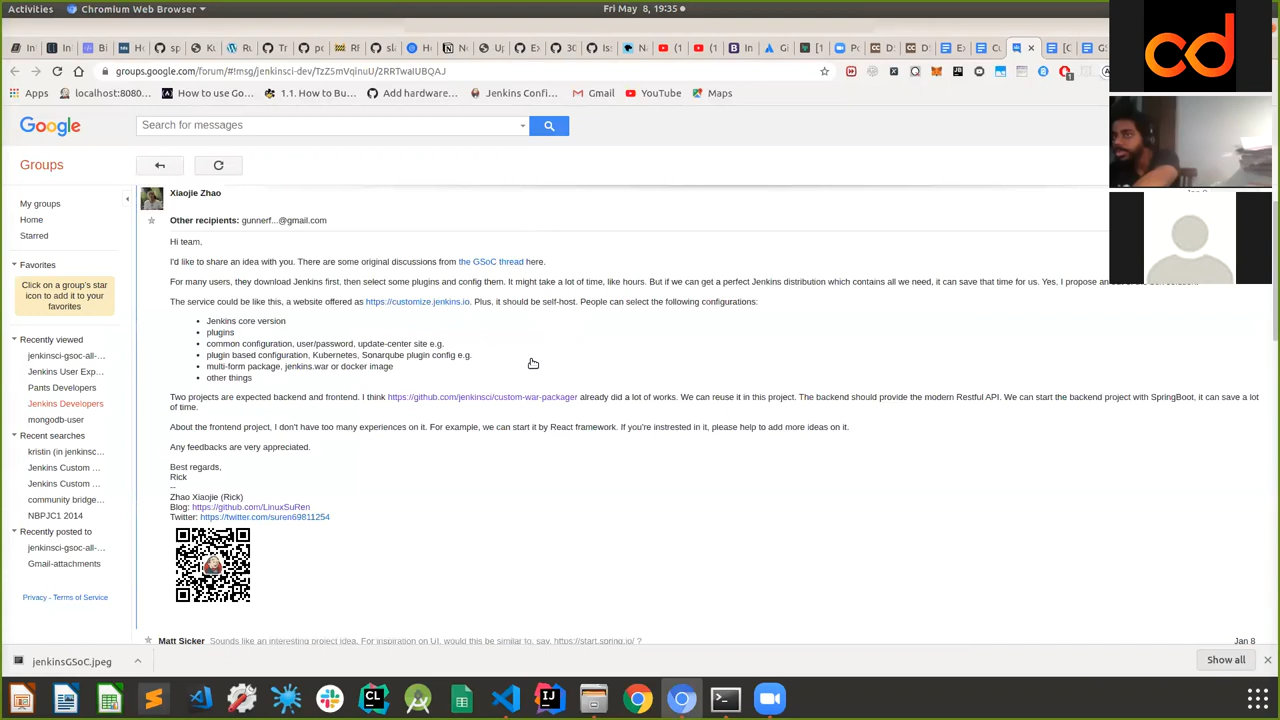 Activities Chromium Web Browser Fri May 8, 19:35
groups.google.com/forum/#!msg/jenkinsci-dev/TzZSmVqinuU/2RRTwaIUBQAJ
Apps localhost:8080... How to use Go... 1.1. How to Bu... Add hardware... Jenkins Confi... Gmail YouTube Maps
Google Search for messages
Groups
My groups
Home
Starred
Favorites
Click on a group's star
icon to add it to your
favorites
Recently viewed
jenkinsci-gsoc-all-...
Jenkins User Exp...
Pants Developers
Jenkins Developers
mongodb-user
Recent searches
kristin (in jenkinsc...
Jenkins Custom ...
Jenkins Custom ...
community bridge...
NBPJC1 2014
Recently posted to
jenkinsci-gsoc-all-...
Gmail-attachments
Privacy - Terms of Service
Xiaojie Zhao
Other recipients: gunnerf...@gmail.com
Hi team,
I'd like to share an idea with you. There are some original discussions from the GSoC thread here.
For many users, they download Jenkins first, then select some plugins and config them. It might take a lot of time, like hours. But if we can get a perfect Jenkins distribution which contains all we need, it can save that time for us. Yes, I propose an
The service could be like this, a website offered as https://customize.jenkins.io. Plus, it should be self-host. People can select the following configurations:
• Jenkins core version
• plugins
• common configuration, user/password, update-center site e.g.
• plugin based configuration, Kubernetes, Sonarqube plugin config e.g.
• multi-form package, jenkins.war or docker image
• other things
Two projects are expected backend and frontend. I think https://github.com/jenkinsci/custom-war-packager already did a lot of works. We can reuse it in this project. The backend should provide the modern Restful API. We can start the backend project with SpringBoot, it can save a lot
of time.
About the frontend project, I don't have too many experiences on it. For example, we can start it by React framework. If you're instrested in it, please help to add more ideas on it.
Any feedbacks are very appreciated.
Best regards,
Rick
--
Zhao Xiaojie (Rick)
Blog: https://github.com/LinuxSuRen
Twitter: https://twitter.com/suren69811254
Matt Sicker Sounds like an interesting project idea. For inspiration on UI, would this be similar to, say, https://start.spring.io/ ? Jan 8
jenkinsGSoC.jpeg Show all
cd